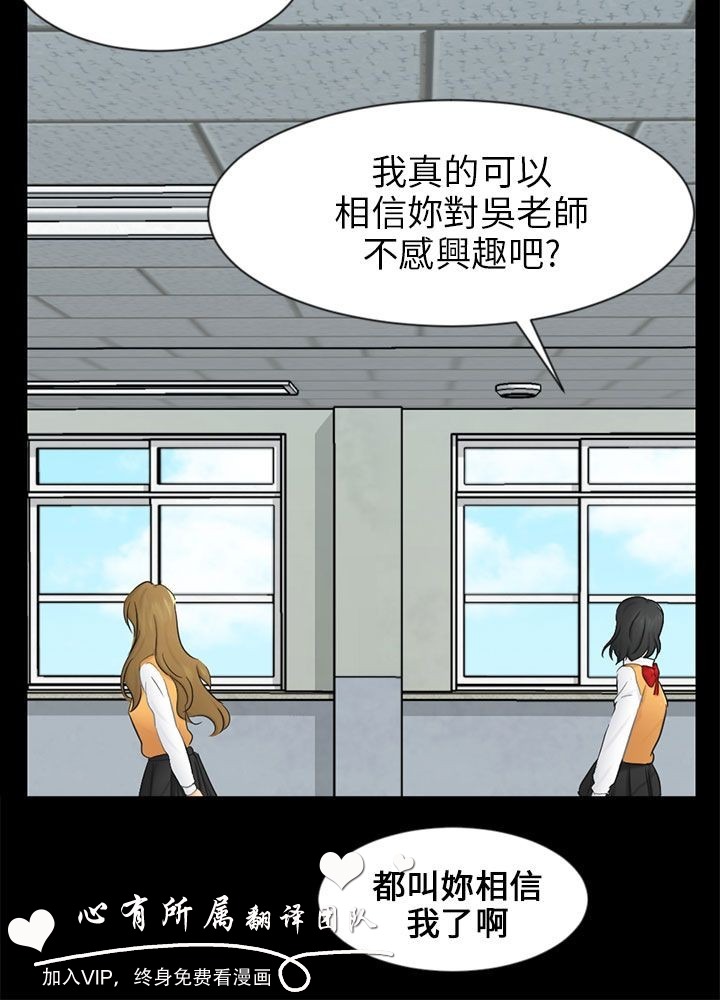 我真的可以
相信妳對吳老師
不感興趣吧?
都叫妳相信
我了啊
心有所属翻译团队
加入VIP，终身免费看漫画